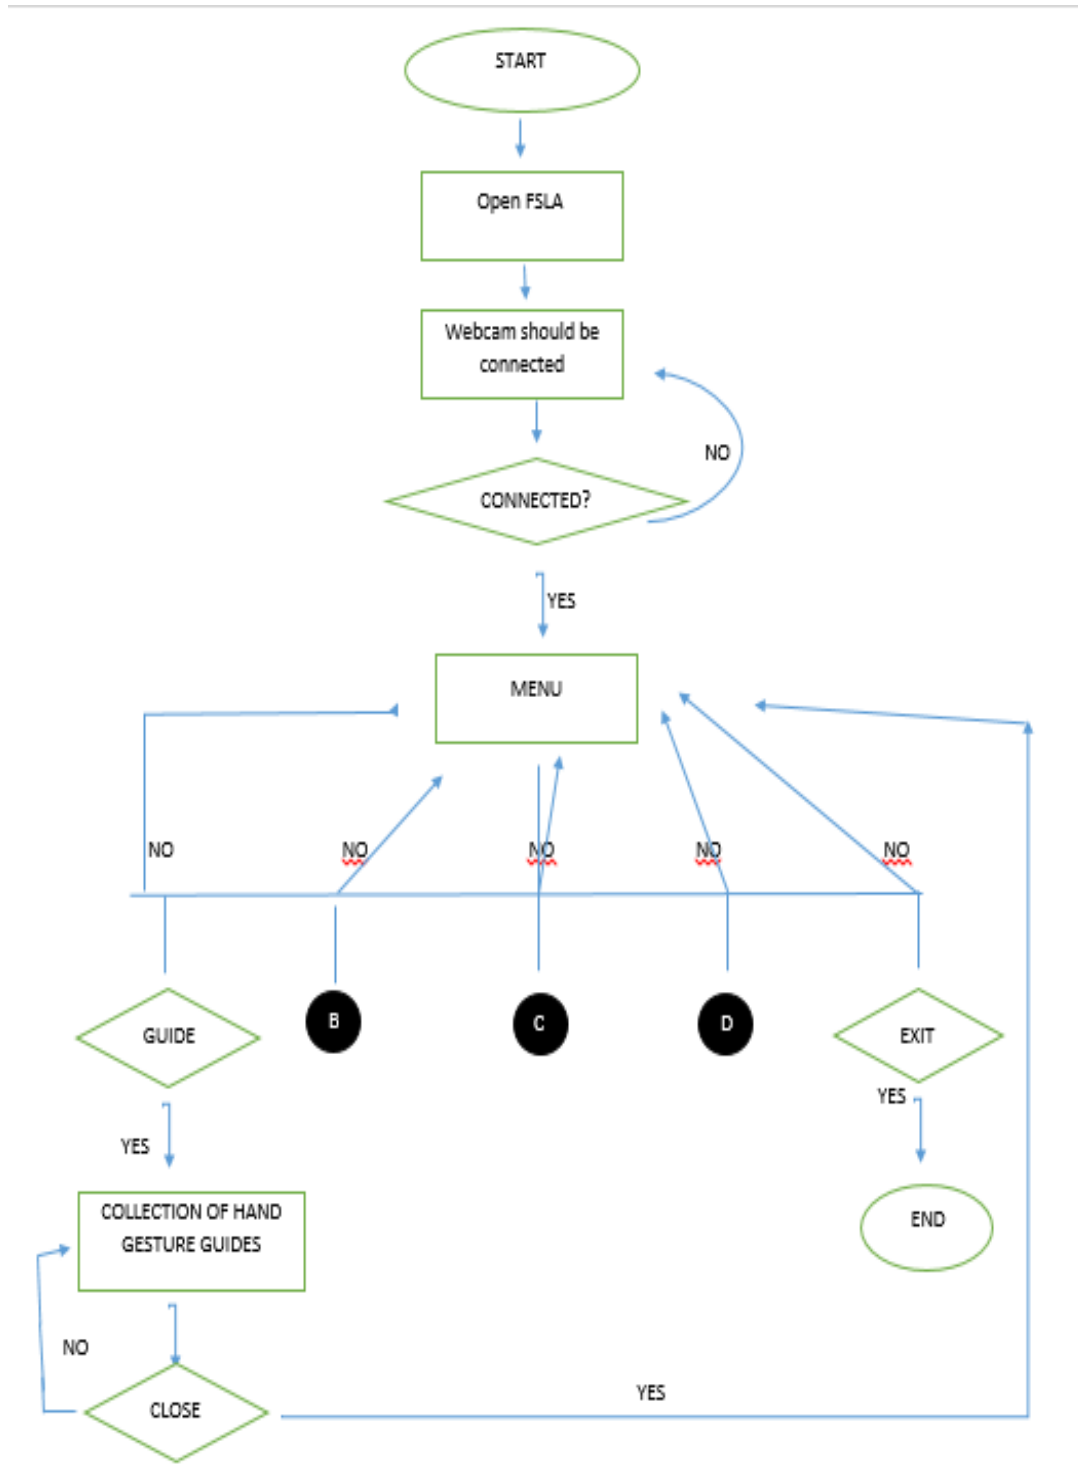 START
Open FSLA
Webcam should be
connected
NO
CONNECTED?
YES
MENU
NO
NO
NO
NO
NO
GUIDE
B
C
D
EXIT
YES
YES
COLLECTION OF HAND
GESTURE GUIDES
END
NO
YES
CLOSE